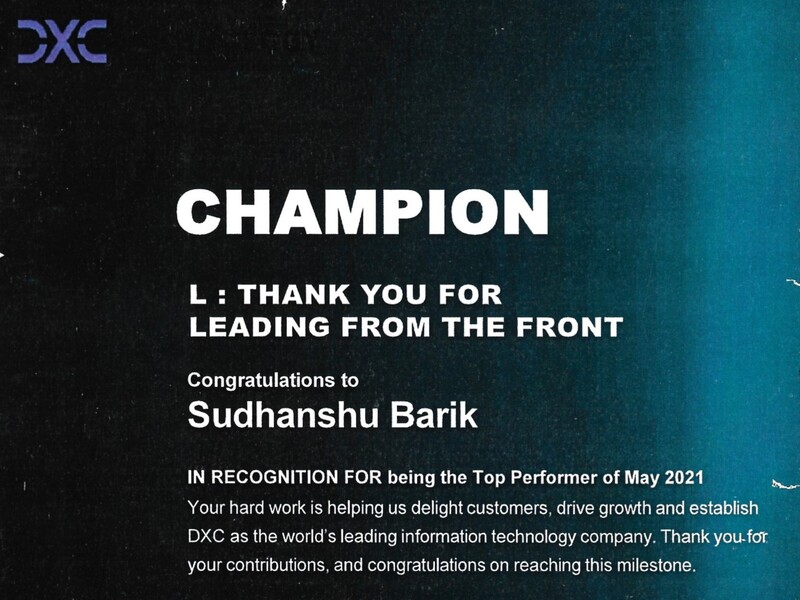 DXC
CHAMPION
L : THANK YOU FOR
LEADING FROM THE FRONT
Congratulations to
Sudhanshu Barik
IN RECOGNITION FOR being the Top Performer of May 2021
Your hard work is helping us delight customers, drive growth and establish
DXC as the world's leading information technology company. Thank you for
your contributions, and congratulations on reaching this milestone.